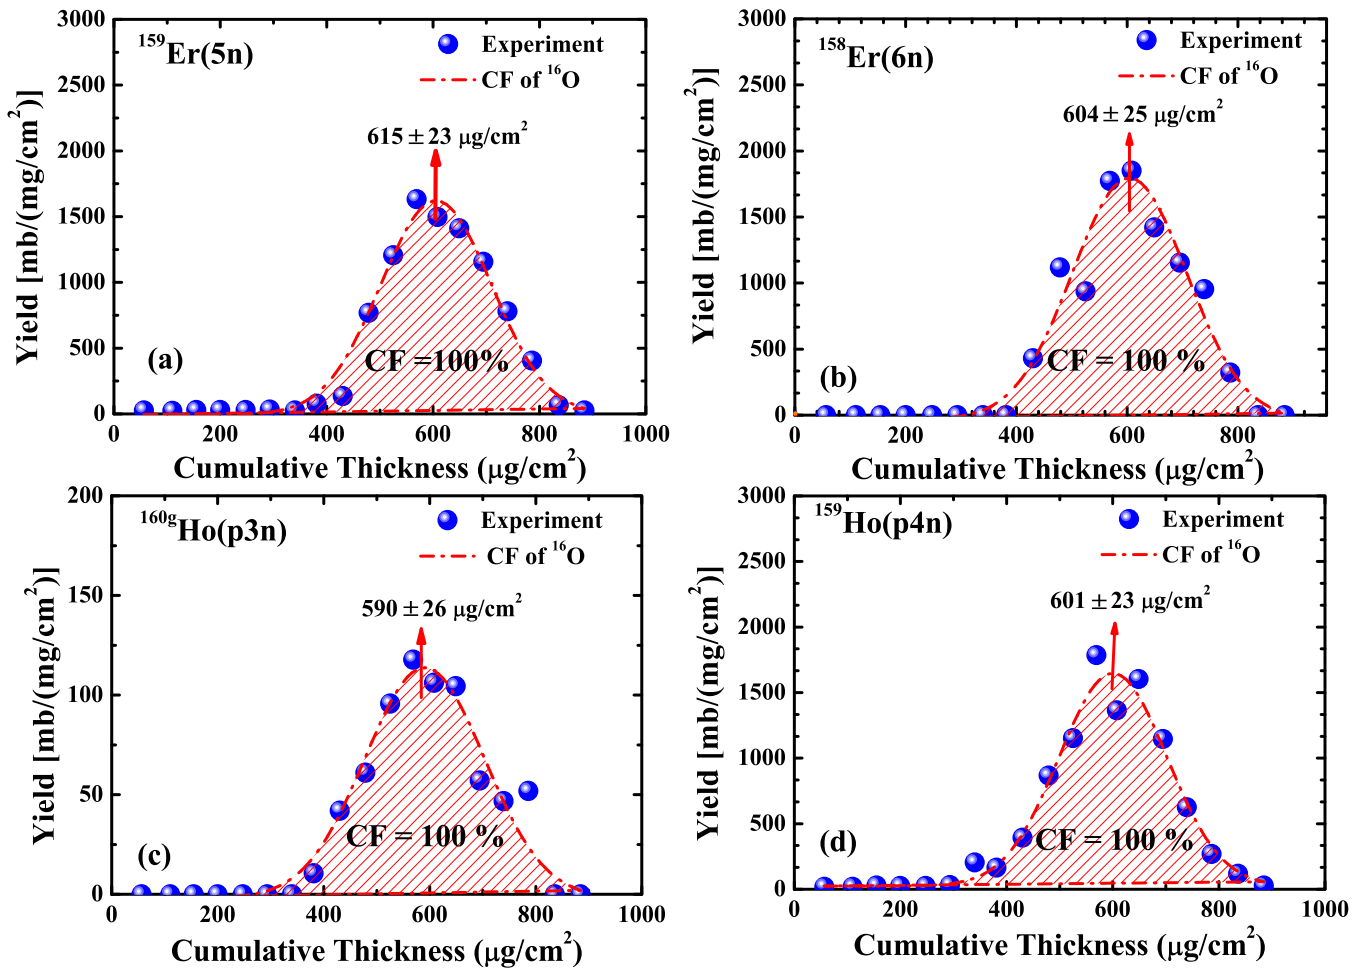 ¹⁵⁹Er(5n)
Experiment
CF of ¹⁶O
615 ± 23 μg/cm²
CF =100%
(a)
Yield [mb/(mg/cm²)]
3000
2500
2000
1500
1000
500
0
0 200 400 600 800 1000
Cumulative Thickness (μg/cm²)
¹⁵⁸Er(6n)
Experiment
CF of ¹⁶O
604 ± 25 μg/cm²
CF = 100 %
(b)
Yield [mb/(mg/cm²)]
3000
2500
2000
1500
1000
500
0
0 200 400 600 800
Cumulative Thickness (μg/cm²)
¹⁶⁰ᵍHo(p3n)
Experiment
CF of ¹⁶O
590 ± 26 μg/cm²
CF = 100 %
(c)
Yield [mb/(mg/cm²)]
200
150
100
50
0
0 200 400 600 800 1000
Cumulative Thickness (μg/cm²)
¹⁵⁹Ho(p4n)
Experiment
CF of ¹⁶O
601 ± 23 μg/cm²
CF = 100 %
(d)
Yield [mb/(mg/cm²)]
3000
2500
2000
1500
1000
500
0
0 200 400 600 800 1000
Cumulative Thickness (μg/cm²)